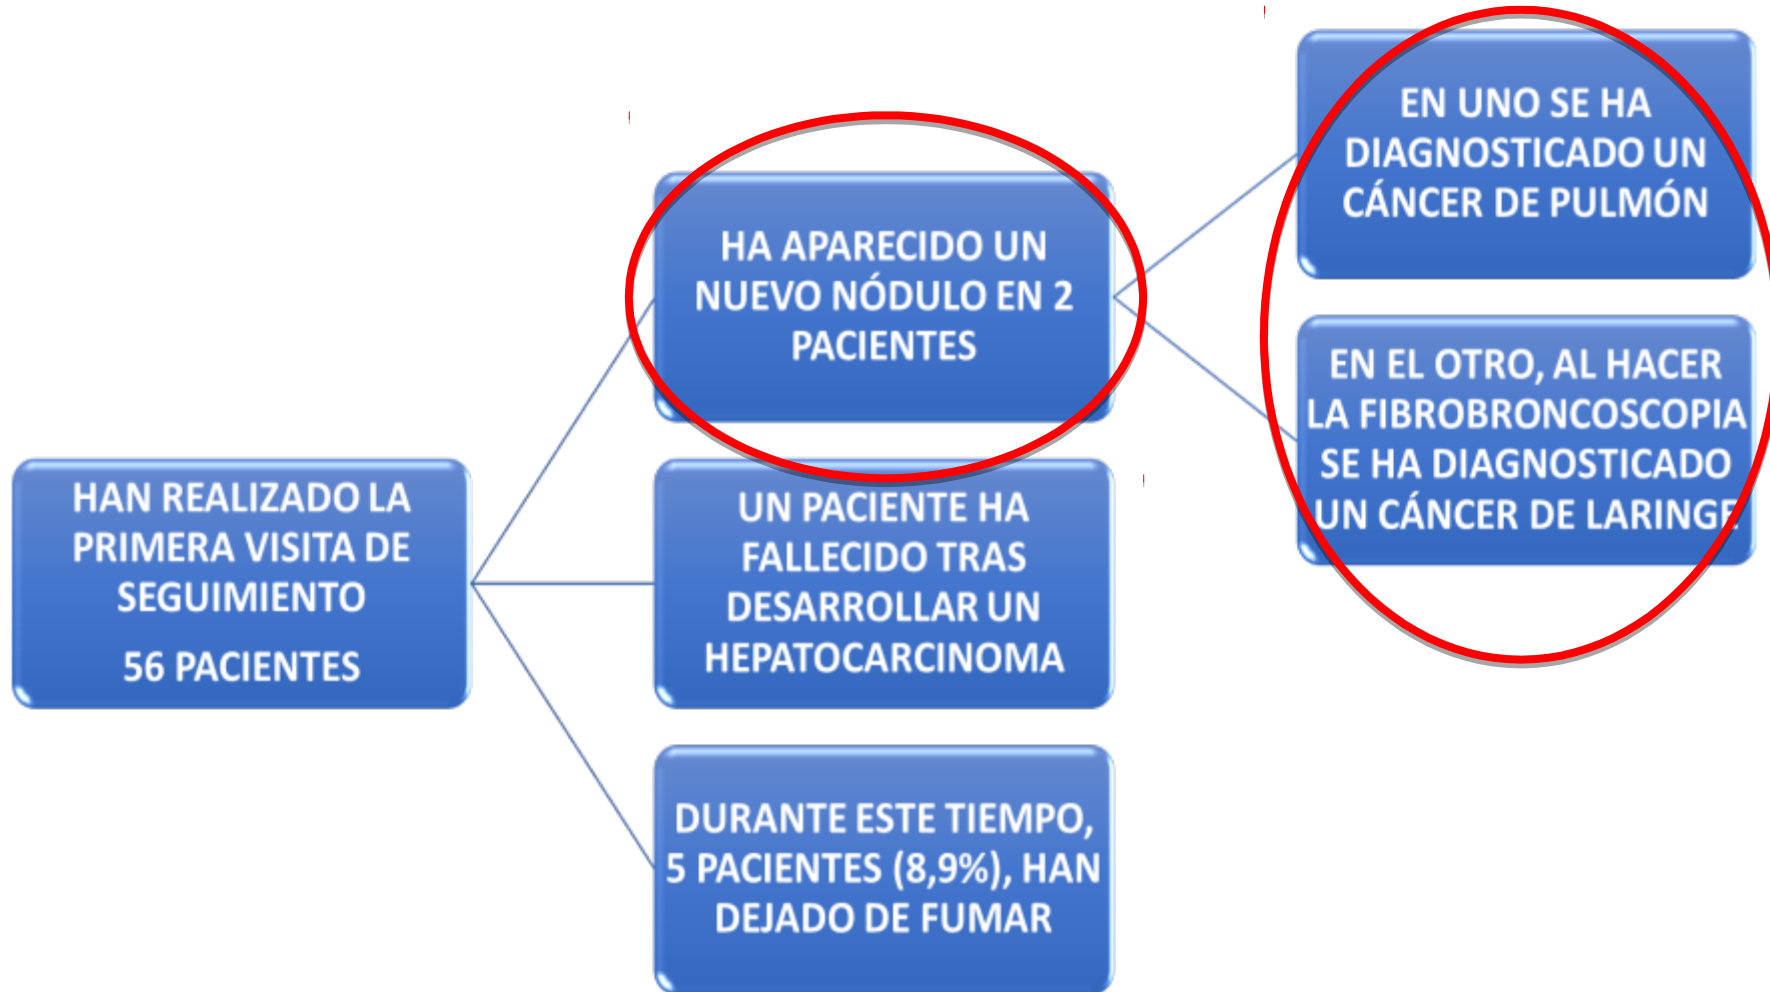 HAN REALIZADO LA
PRIMERA VISITA DE
SEGUIMIENTO
56 PACIENTES
HA APARECIDO UN
NUEVO NÓDULO EN 2
PACIENTES
UN PACIENTE HA
FALLECIDO TRAS
DESARROLLAR UN
HEPATOCARCINOMA
DURANTE ESTE TIEMPO,
5 PACIENTES (8,9%), HAN
DEJADO DE FUMAR
EN UNO SE HA
DIAGNOSTICADO UN
CÁNCER DE PULMÓN
EN EL OTRO, AL HACER
LA FIBROBRONCOSCOPIA
SE HA DIAGNOSTICADO
UN CÁNCER DE LARINGE